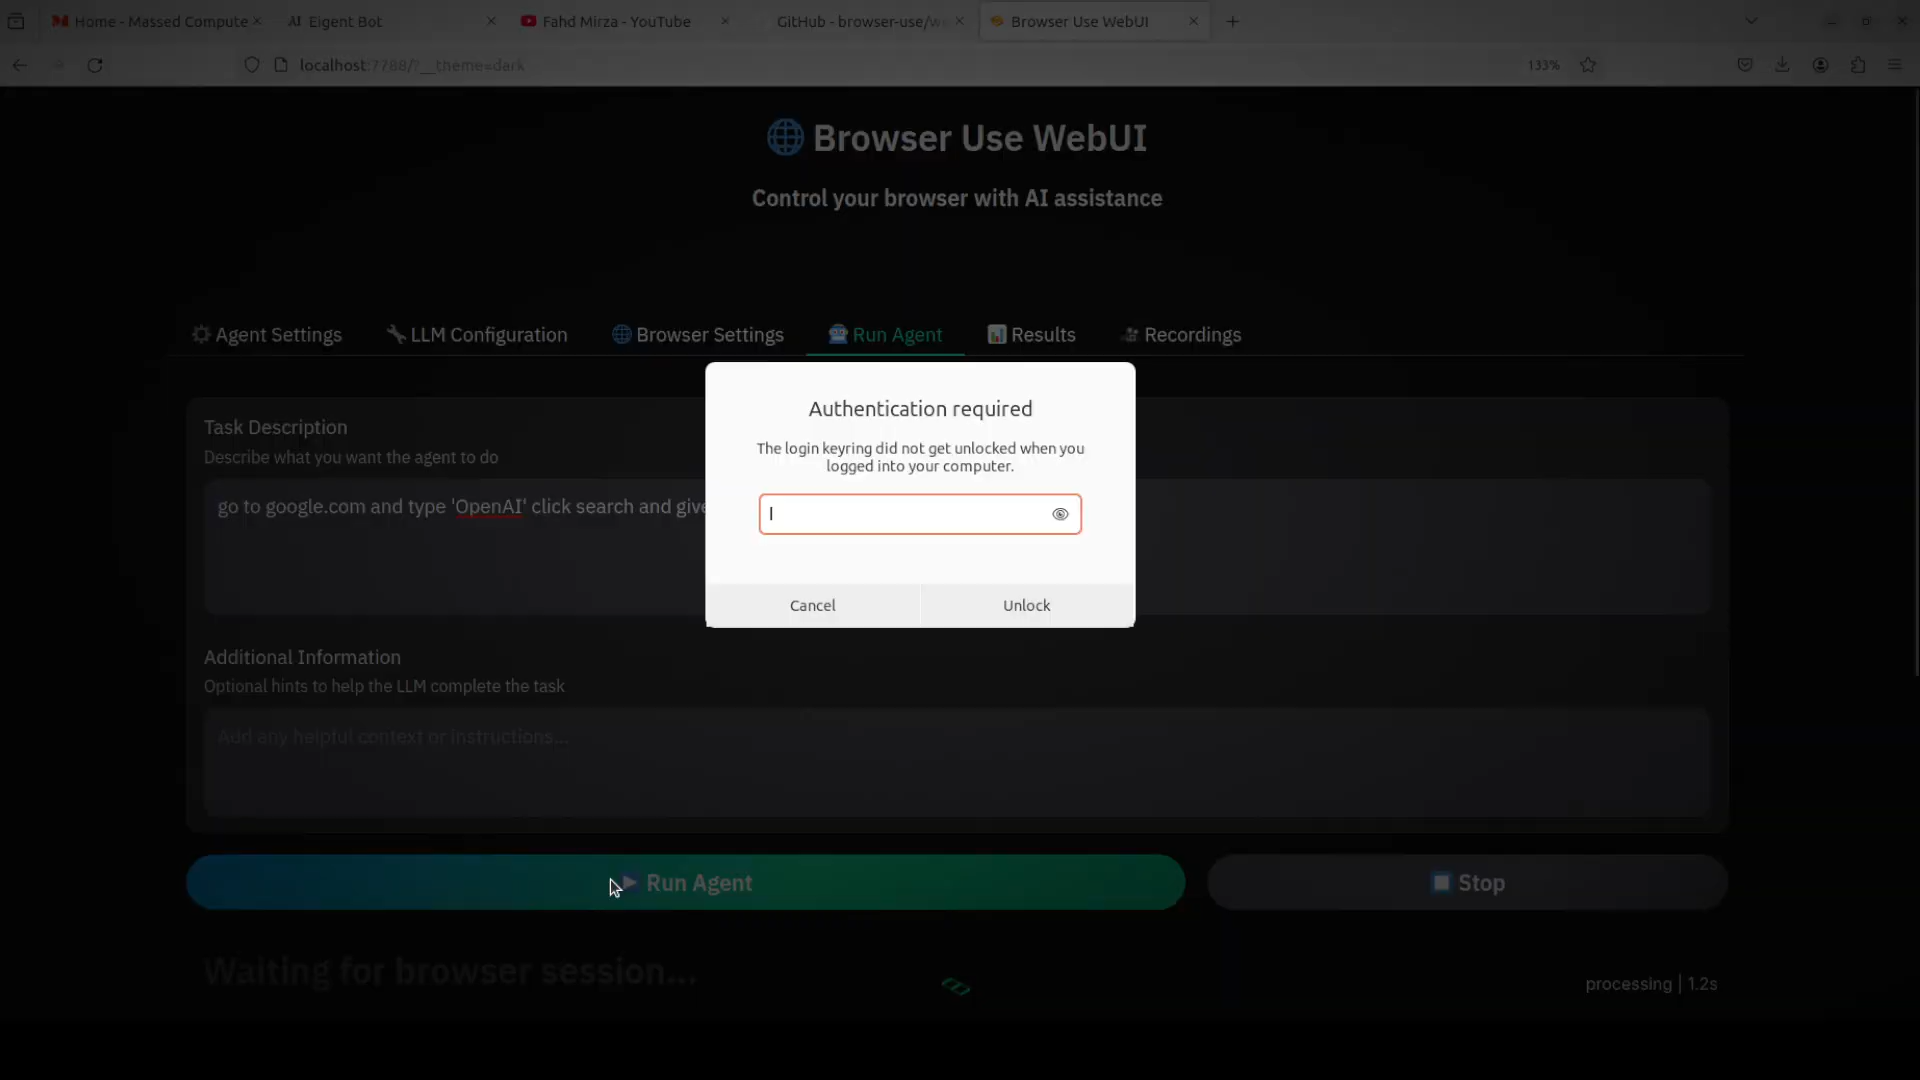 Home - Massed Compute
AI Eigent Bot
Fahd Mirza - YouTube
GitHub - browser-use/we
Browser Use WebUI
localhost:7788/?__theme=dark
133%
Browser Use WebUI
Control your browser with AI assistance
Agent Settings
LLM Configuration
Browser Settings
Run Agent
Results
Recordings
Authentication required
The login keyring did not get unlocked when you
logged into your computer.
Cancel
Unlock
Task Description
Describe what you want the agent to do
go to google.com and type 'OpenAI' click search and give
Additional Information
Optional hints to help the LLM complete the task
Add any helpful context or instructions...
Run Agent
Stop
Waiting for browser session...
processing | 1.2s